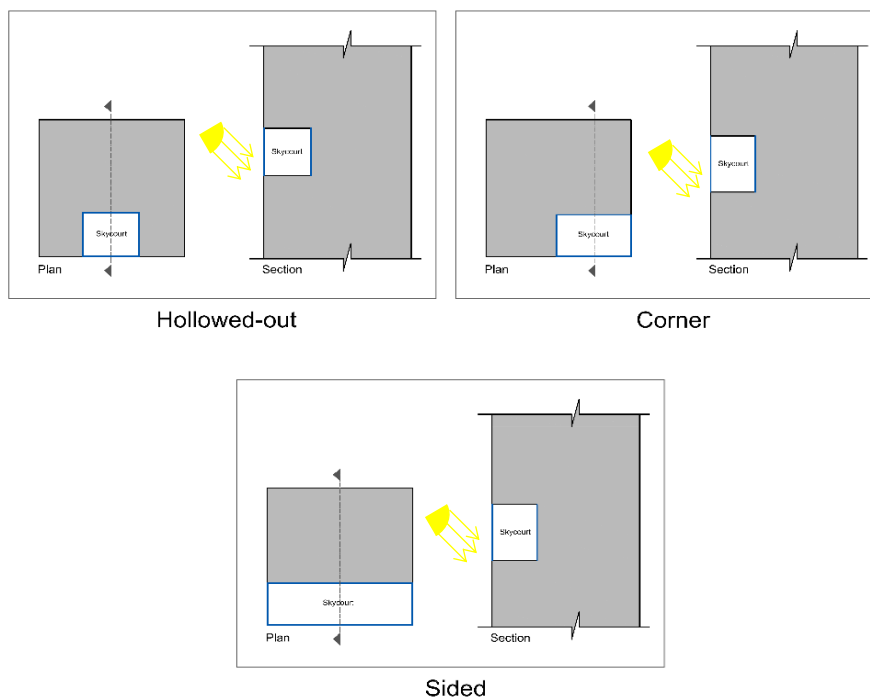 Skycourt
Plan
Skycourt
Section
Hollowed-out
Skycourt
Plan
Skycourt
Section
Corner
Skycourt
Plan
Skycourt
Section
Sided